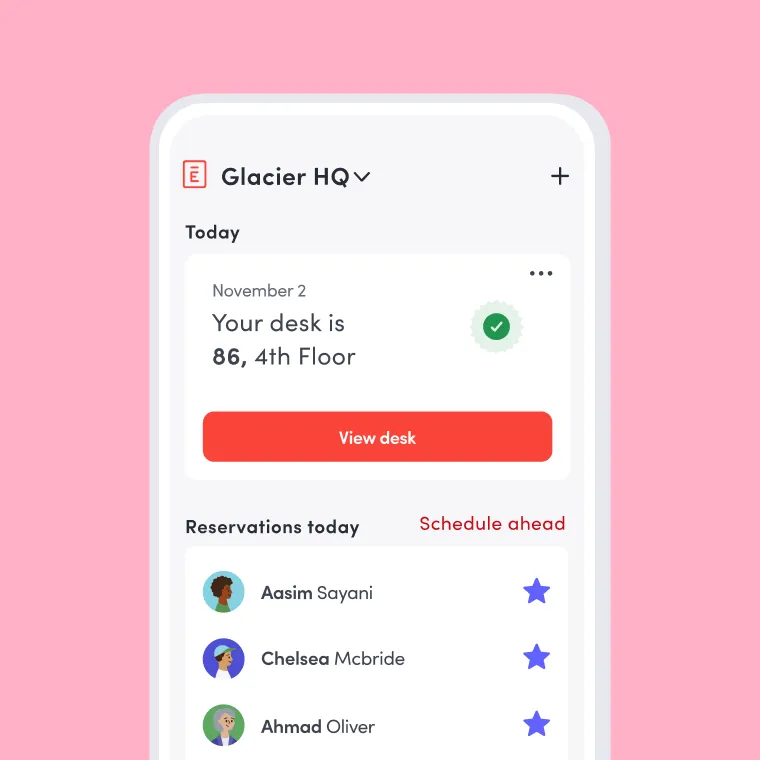 Glacier HQ
Today
November 2
Your desk is
86, 4th Floor
View desk
Reservations today
Schedule ahead
Aasim Sayani
Chelsea Mcbride
Ahmad Oliver